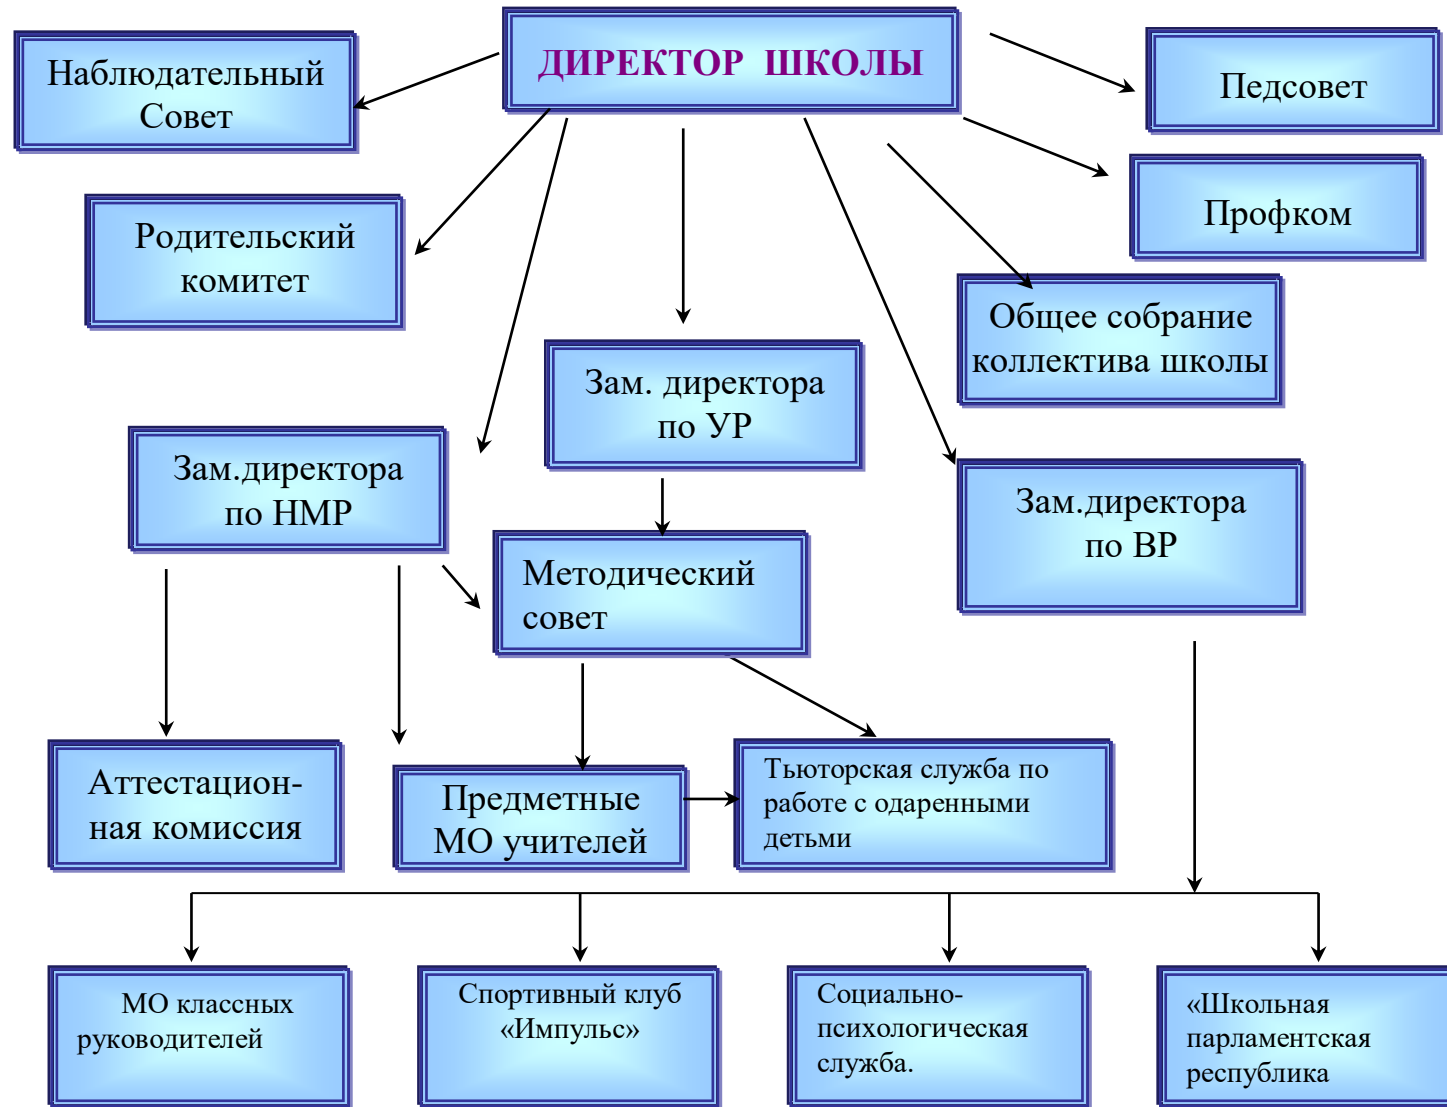 ДИРЕКТОР ШКОЛЫ
Наблюдательный
Совет
Педсовет
Профком
Родительский
комитет
Общее собрание
коллектива школы
Зам. директора
по УР
Зам.директора
по НМР
Зам.директора
по ВР
Методический
совет
Аттестацион-
ная комиссия
Предметные
МО учителей
Тьюторская служба по
работе с одаренными
детьми
МО классных
руководителей
Спортивный клуб
«Импульс»
Социально-
психологическая
служба.
«Школьная
парламентская
республика